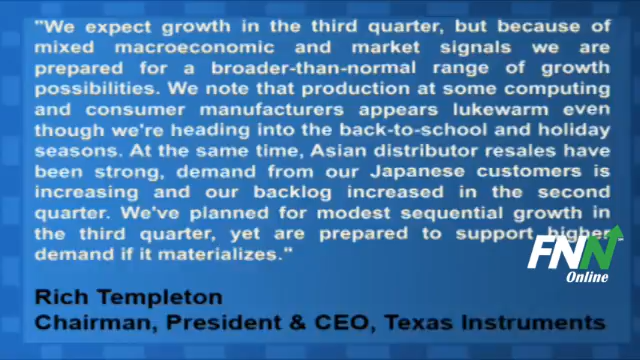 "We expect growth in the third quarter, but because of
mixed macroeconomic and market signals we are
prepared for a broader-than-normal range of growth
possibilities. We note that production at some computing
and consumer manufacturers appears lukewarm even
though we're heading into the back-to-school and holiday
seasons. At the same time, Asian distributor resales have
been strong, demand from our Japanese customers is
increasing and our backlog increased in the second
quarter. We've planned for modest sequential growth in
the third quarter, yet are prepared to support higher
demand if it materializes."
FNN
Online
Rich Templeton
Chairman, President & CEO, Texas Instruments